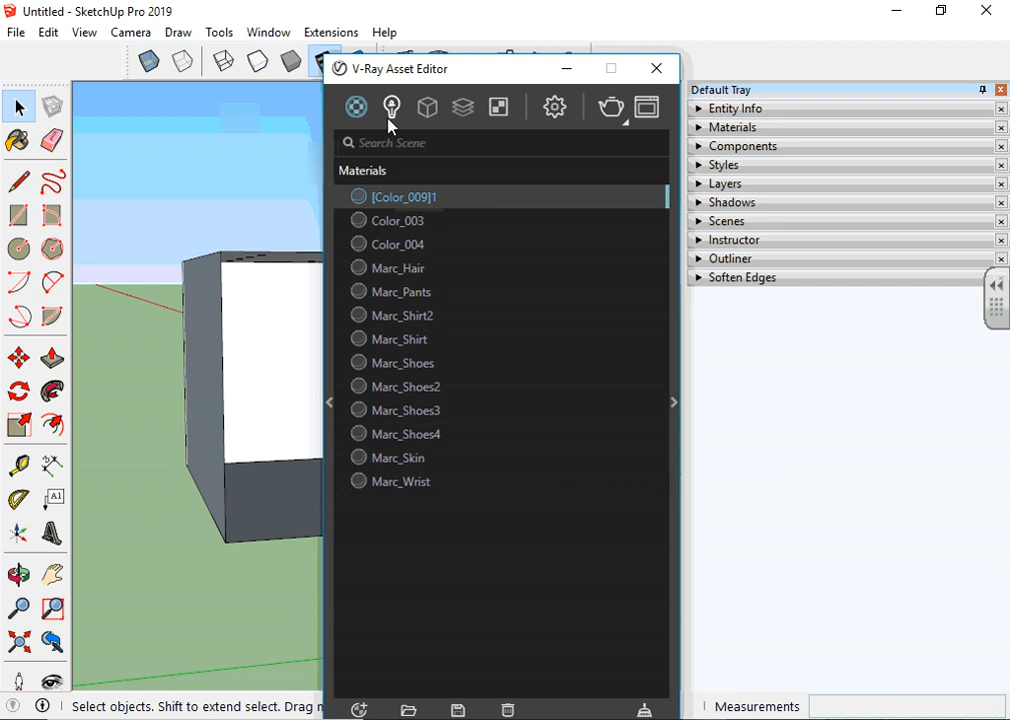 Untitled - SketchUp Pro 2019
File Edit View Camera Draw Tools Window Extensions Help
V-Ray Asset Editor
Search Scene
Materials
[Color_009]1
Color_003
Color_004
Marc_Hair
Marc_Pants
Marc_Shirt2
Marc_Shirt
Marc_Shoes
Marc_Shoes2
Marc_Shoes3
Marc_Shoes4
Marc_Skin
Marc_Wrist
Default Tray
Entity Info
Materials
Components
Styles
Layers
Shadows
Scenes
Instructor
Outliner
Soften Edges
A1
Select objects. Shift to extend select. Drag
Measurements